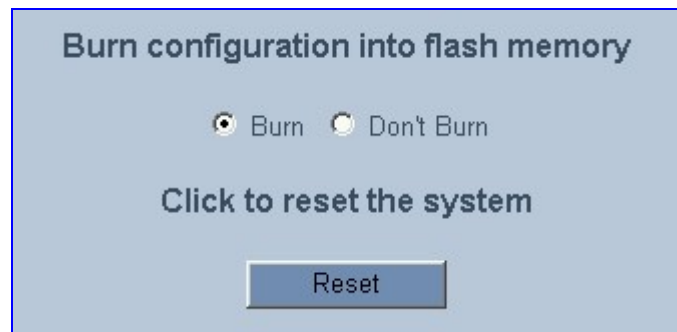 Burn configuration into flash memory
Burn Don't Burn
Click to reset the system
Reset